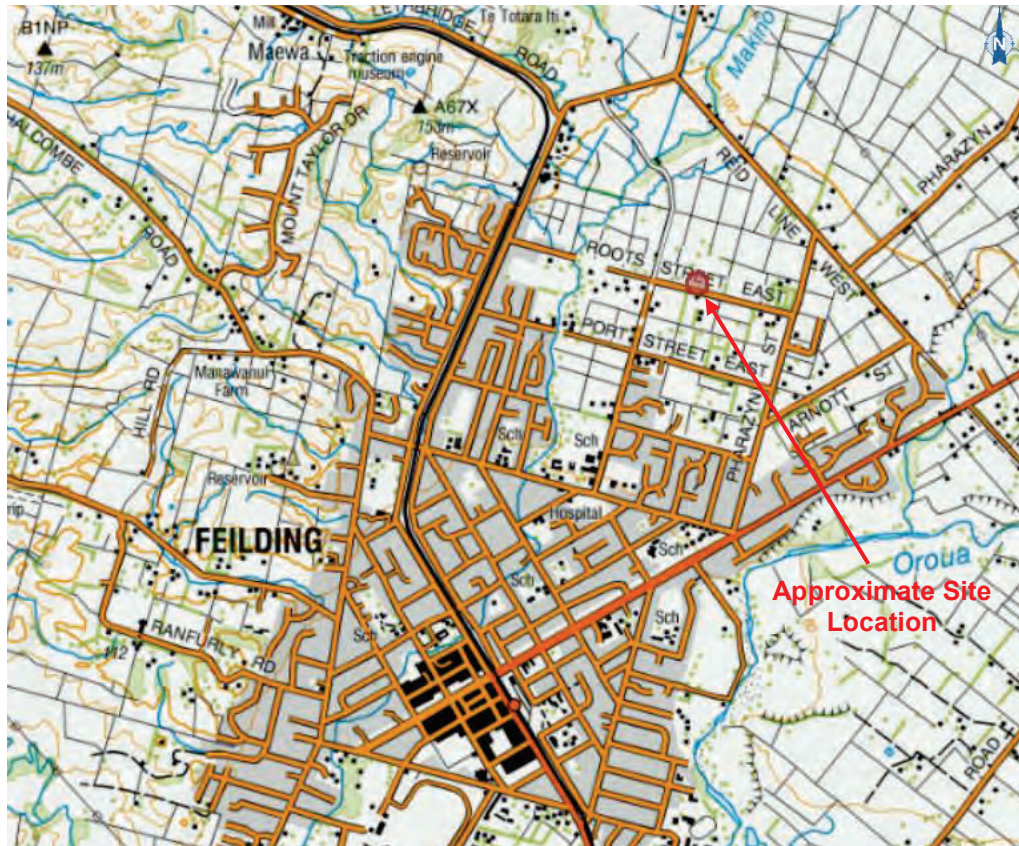 B1NP
137m
Mill
Maewa
Traction engine
museum
A67X
153m
Reservoir
LETHBRIDGE
ROAD
Te Totara Iti
Makino
N
HALCOMBE
ROAD
MOUNT TAYLOR DR
REID
LINE
WEST
PHARAZYN
ROOTS STREET EAST
PORT STREET EAST
PHARAZYN ST
ARNOTT ST
HILL RD
Manawanui
Farm
Reservoir
FEILDING
Sch
Sch
Hospital
Sch
Sch
Sch
Sch
Oroua
Approximate Site
Location
RANFURLY RD
112
ROAD